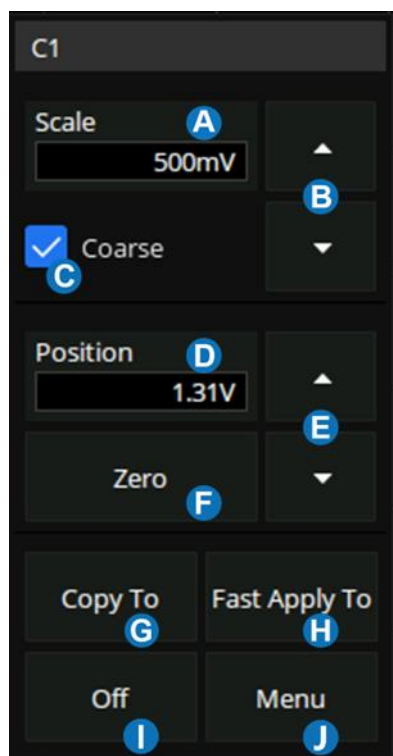 C1
Scale A
500mV
B
Coarse
C
Position D
1.31V
E
Zero
F
Copy To Fast Apply To
G H
Off Menu
I J